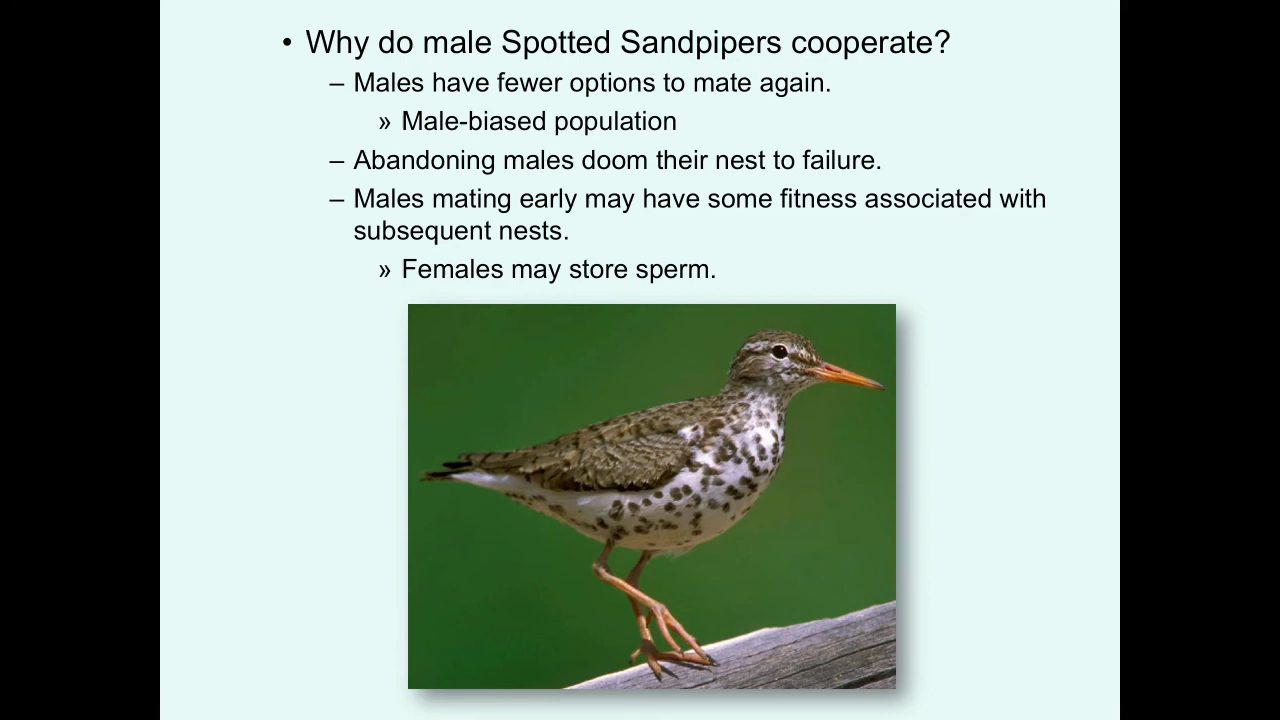 • Why do male Spotted Sandpipers cooperate?
– Males have fewer options to mate again.
» Male-biased population
– Abandoning males doom their nest to failure.
– Males mating early may have some fitness associated with
subsequent nests.
» Females may store sperm.